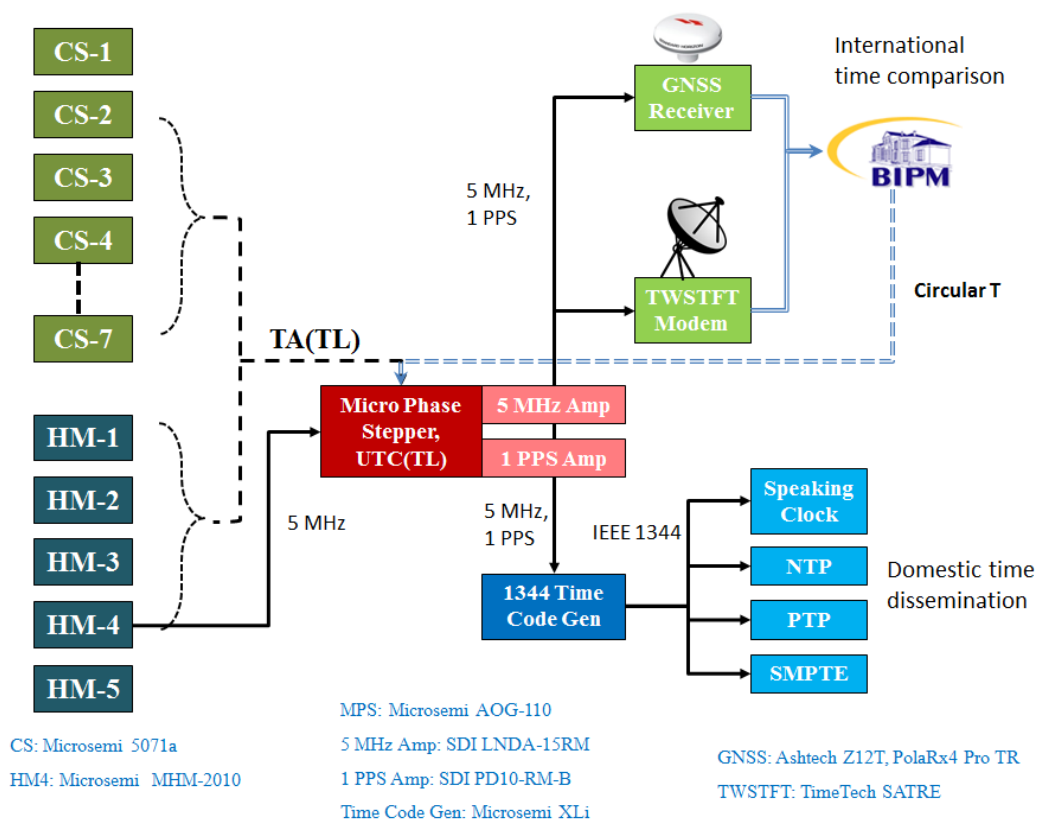 CS-1
CS-2
CS-3
CS-4
CS-7
TA(TL)
HM-1
HM-2
HM-3
HM-4
HM-5
5 MHz
Micro Phase
Stepper,
UTC(TL)
5 MHz Amp
1 PPS Amp
5 MHz,
1 PPS
GNSS
Receiver
TWSTFT
Modem
International
time comparison
BIPM
Circular T
5 MHz,
1 PPS
IEEE 1344
1344 Time
Code Gen
Speaking
Clock
NTP
PTP
SMPTE
Domestic time
dissemination
CS: Microsemi 5071a
HM4: Microsemi MHM-2010
MPS: Microsemi AOG-110
5 MHz Amp: SDI LNDA-15RM
1 PPS Amp: SDI PD10-RM-B
Time Code Gen: Microsemi XLi
GNSS: Ashtech Z12T, PolaRx4 Pro TR
TWSTFT: TimeTech SATRE